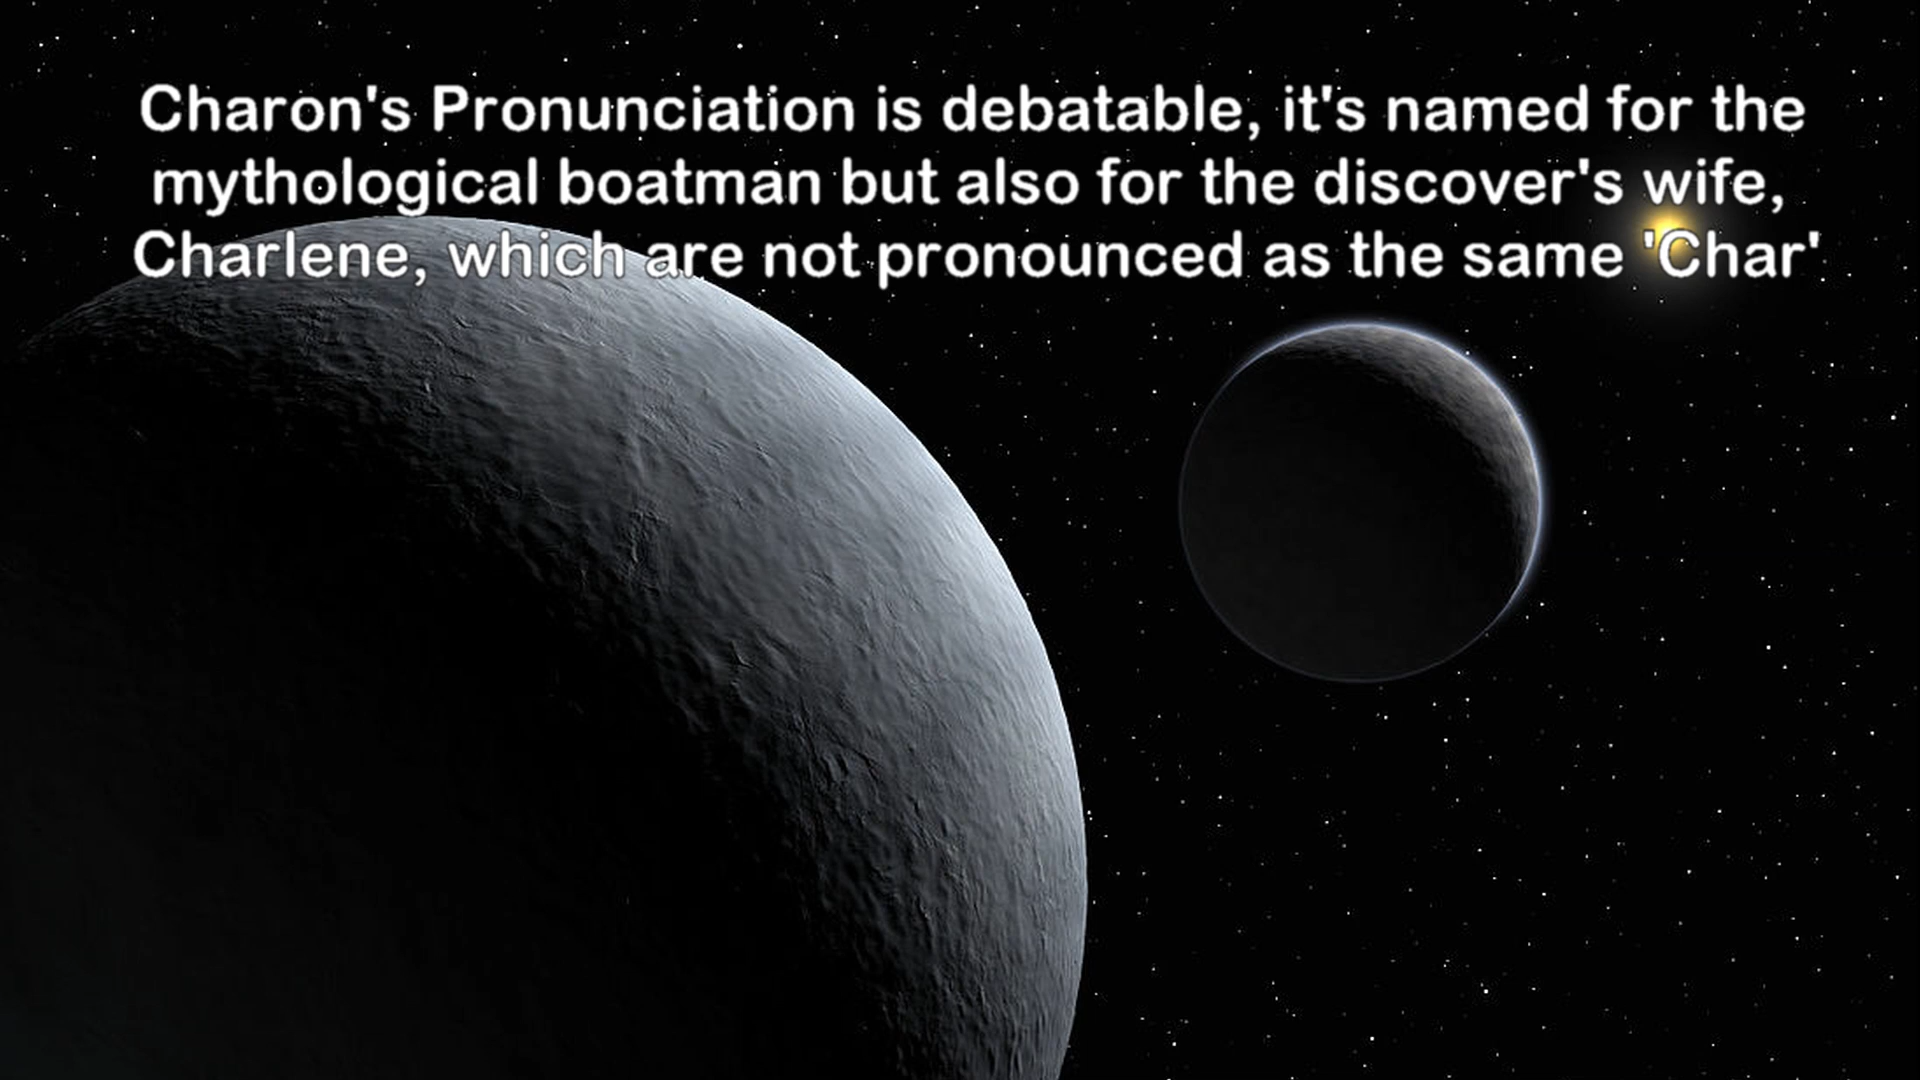 Charon's Pronunciation is debatable, it's named for the
mythological boatman but also for the discover's wife,
Charlene, which are not pronounced as the same 'Char'